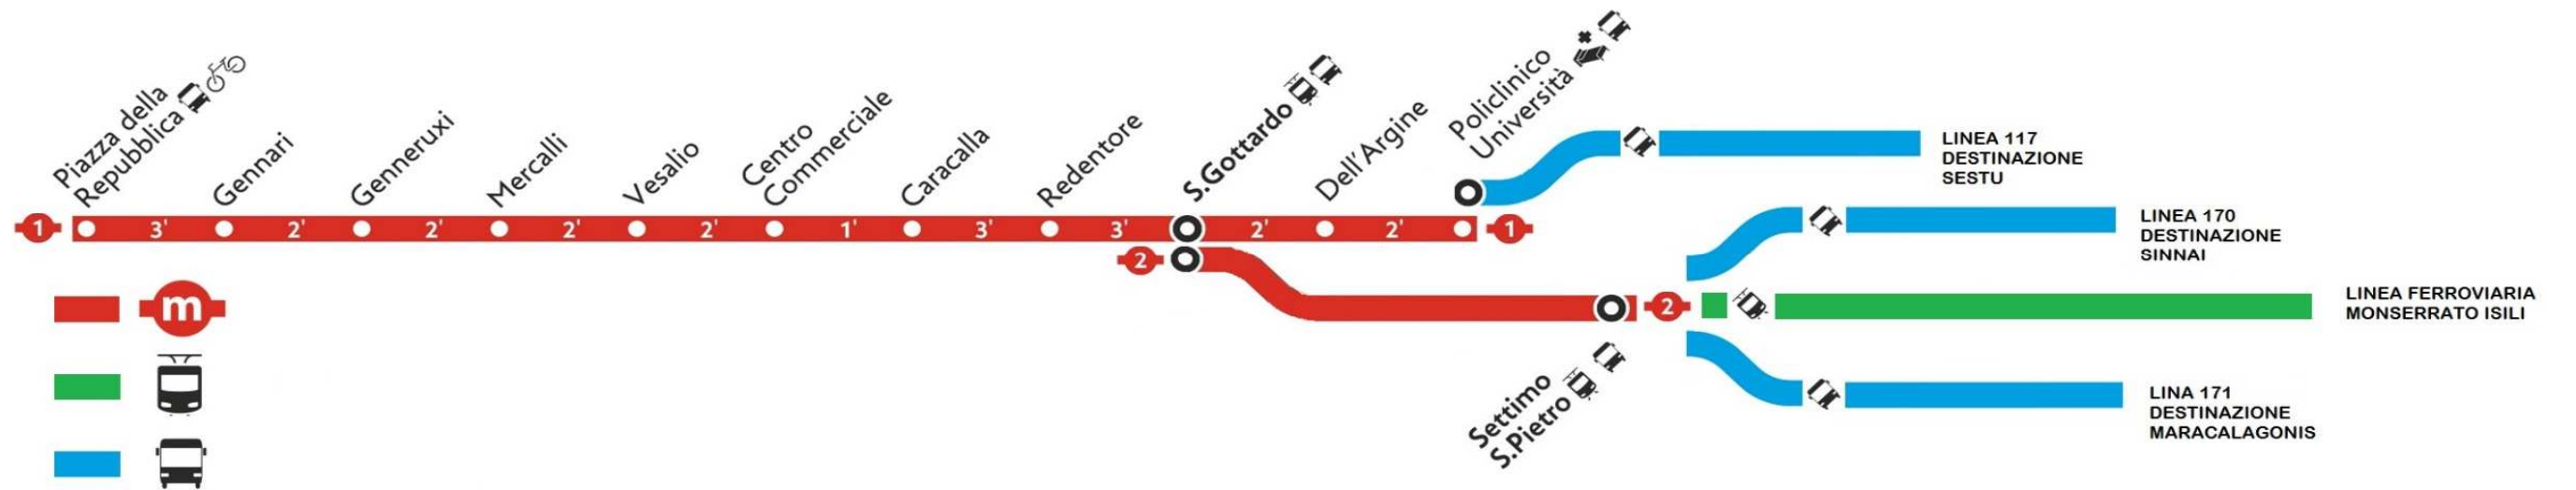 Piazza della
Repubblica
Gennari
Genneruxi
Mercalli
Vesalio
Centro
Commerciale
Caracalla
Redentore
S.Gottardo
Dell'Argine
Policlinico
Università
1 3' 2' 2' 2' 2' 1' 3' 3' 2' 2' 1
2
2
m
Settimo
S.Pietro
LINEA 117
DESTINAZIONE
SESTU
LINEA 170
DESTINAZIONE
SINNAI
LINEA FERROVIARIA
MONSERRATO ISILI
LINA 171
DESTINAZIONE
MARACALAGONIS